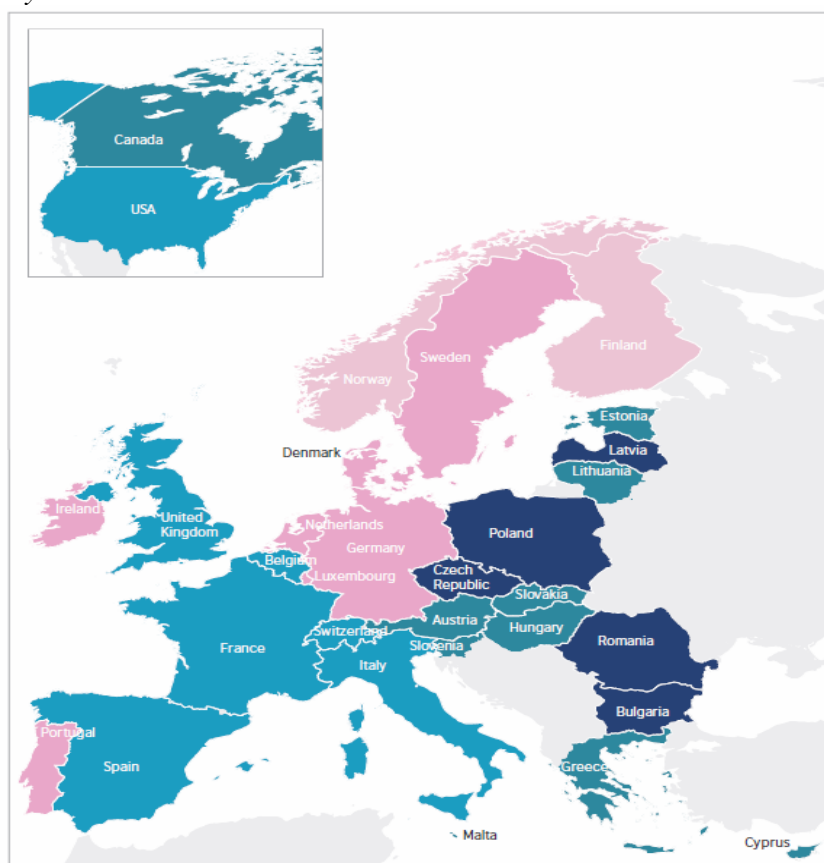 Canada
USA
Sweden
Finland
Norway
Estonia
Denmark
Latvia
Lithuania
Ireland
United
Kingdom
Netherlands
Poland
Germany
Belgium
Czech
Republic
Luxembourg
Slovakia
Austria
Hungary
Switzerland
Romania
France
Slovenia
Italy
Bulgaria
Portugal
Spain
Greece
Malta
Cyprus